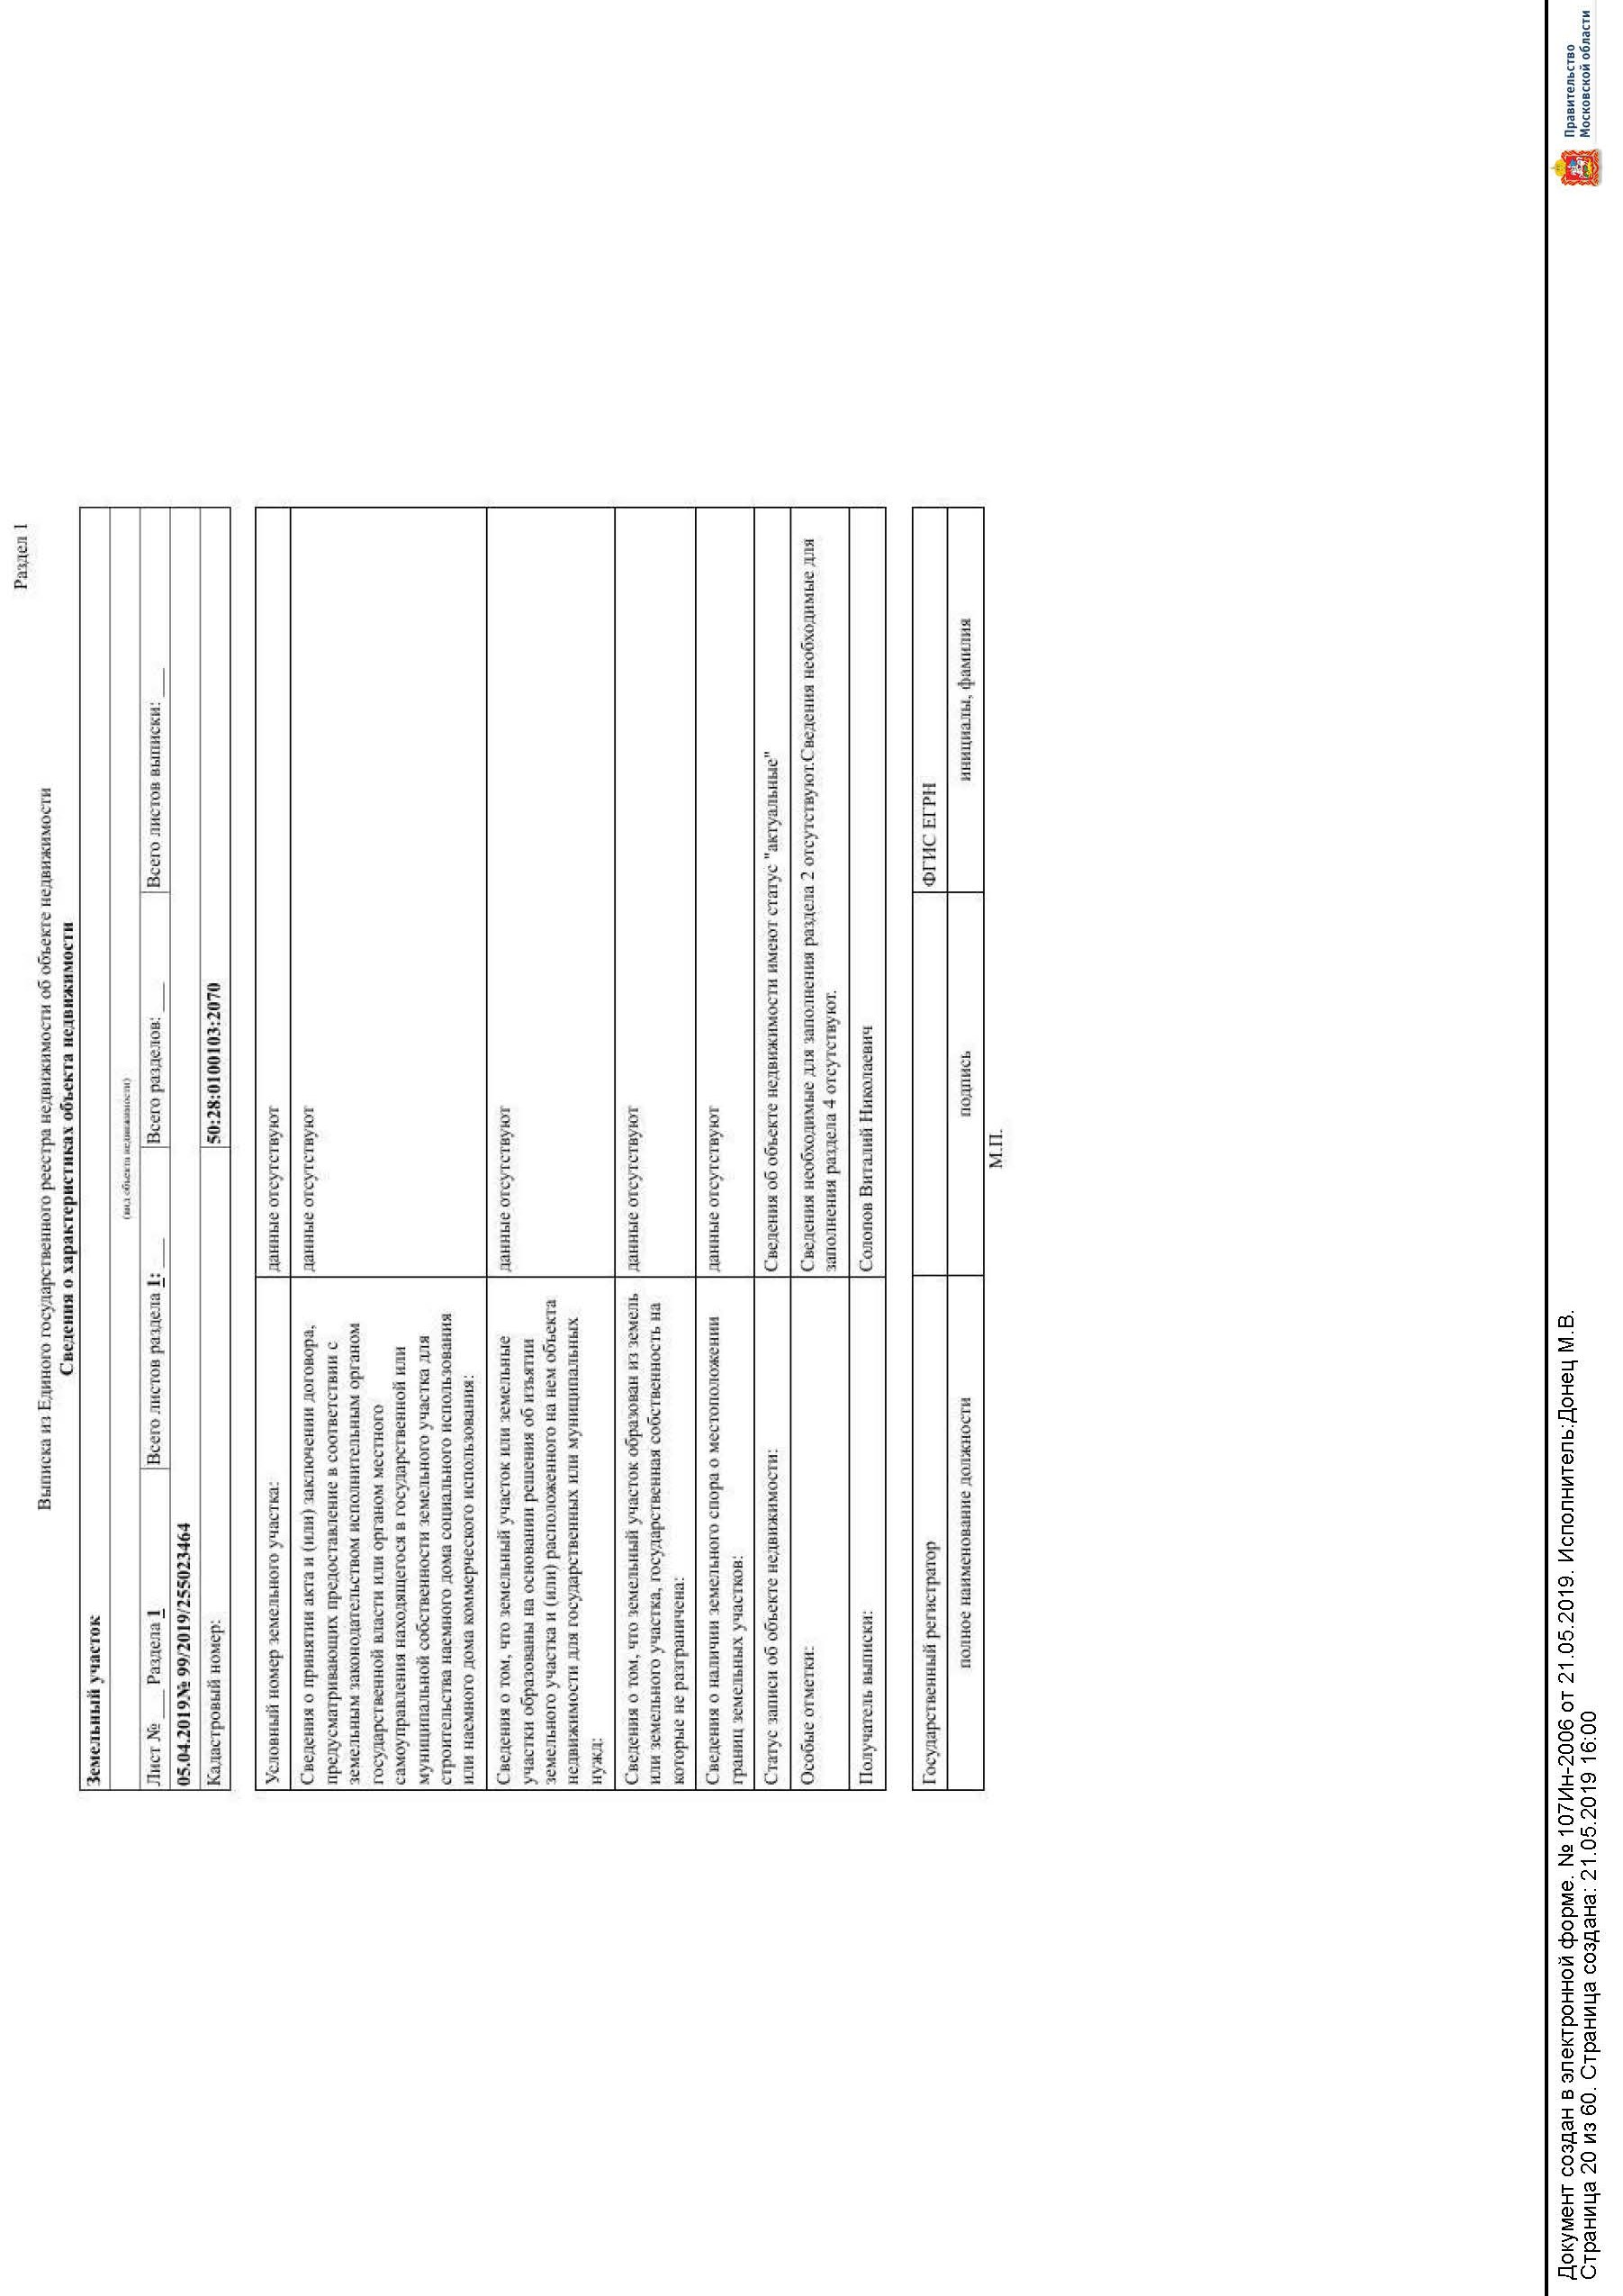 Раздел 1
Выписка из Единого государственного реестра недвижимости об объекте недвижимости
Сведения о характеристиках объекта недвижимости
Земельный участок
(вид объекта недвижимости)
Лист № ___ Раздела 1 Всего листов раздела 1: ___ Всего разделов: ___ Всего листов выписки: ___
05.04.2019№ 99/2019/255023464
Кадастровый номер: 50:28:0100103:2070
Условный номер земельного участка: данные отсутствуют
Сведения о принятии акта и (или) заключении договора, данные отсутствуют
предусматривающих предоставление в соответствии с
земельным законодательством исполнительным органом
государственной власти или органом местного
самоуправления находящегося в государственной или
муниципальной собственности земельного участка для
строительства наемного дома социального использования
или наемного дома коммерческого использования:
Сведения о том, что земельный участок или земельные данные отсутствуют
участки образованы на основании решения об изъятии
земельного участка и (или) расположенного на нем объекта
недвижимости для государственных или муниципальных
нужд:
Сведения о том, что земельный участок образован из земель данные отсутствуют
или земельного участка, государственная собственность на
которые не разграничена:
Сведения о наличии земельного спора о местоположении данные отсутствуют
границ земельных участков:
Статус записи об объекте недвижимости: Сведения об объекте недвижимости имеют статус "актуальные"
Особые отметки: Сведения необходимые для заполнения раздела 2 отсутствуют.Сведения необходимые для
заполнения раздела 4 отсутствуют.
Получатель выписки: Солопов Виталий Николаевич
Государственный регистратор ФГИС ЕГРН
полное наименование должности подпись инициалы, фамилия
М.П.
Документ создан в электронной форме. № 107Ин-2006 от 21.05.2019. Исполнитель:Донец М.В.
Страница 20 из 60. Страница создана: 21.05.2019 16:00
Правительство
Московской области